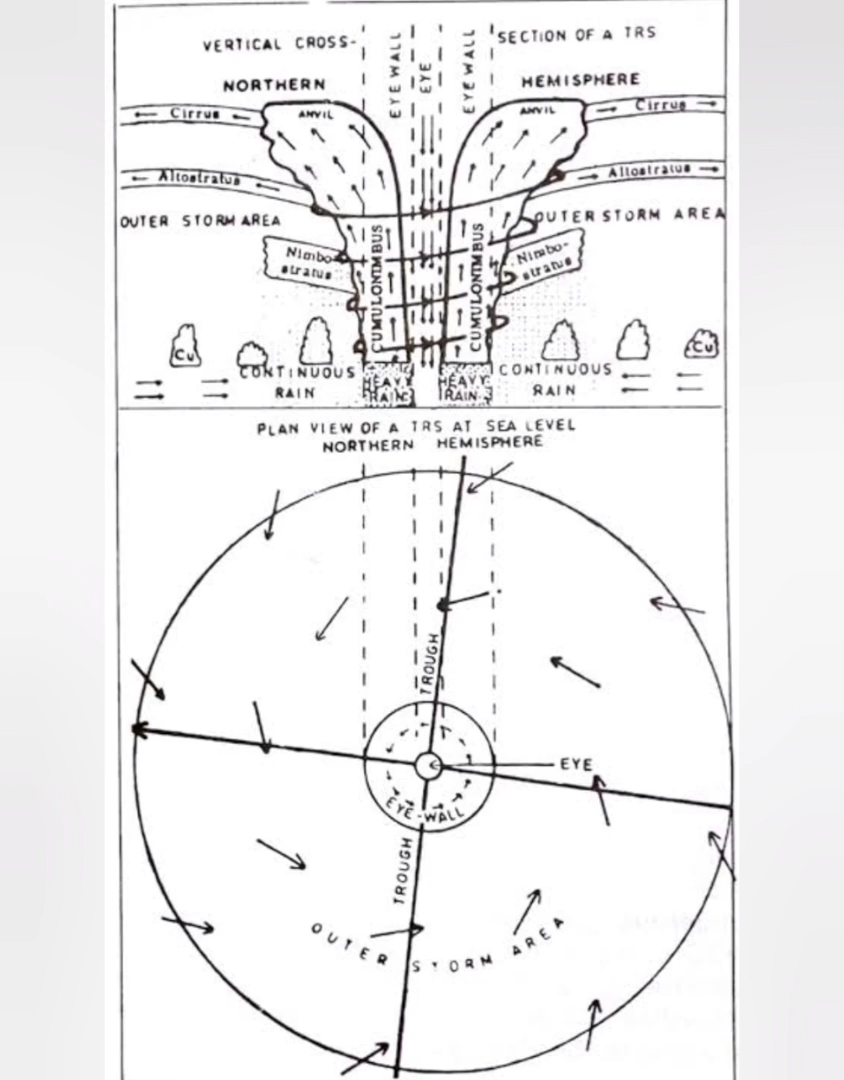 VERTICAL CROSS-
SECTION OF A TRS
EYE WALL
EYE
EYE WALL
NORTHERN
HEMISPHERE
Cirrus
ANVIL
ANVIL
Cirrus
Altostratus
Altostratus
OUTER STORM AREA
OUTER STORM AREA
Nimbo-
stratus
CUMULONIMBUS
CUMULONIMBUS
Nimbo-
stratus
Cu
Cu
CONTINUOUS
RAIN
HEAVY
RAIN
HEAVY
RAIN
CONTINUOUS
RAIN
PLAN VIEW OF A TRS AT SEA LEVEL
NORTHERN HEMISPHERE
TROUGH
EYE
EYE-WALL
TROUGH
OUTER STORM AREA